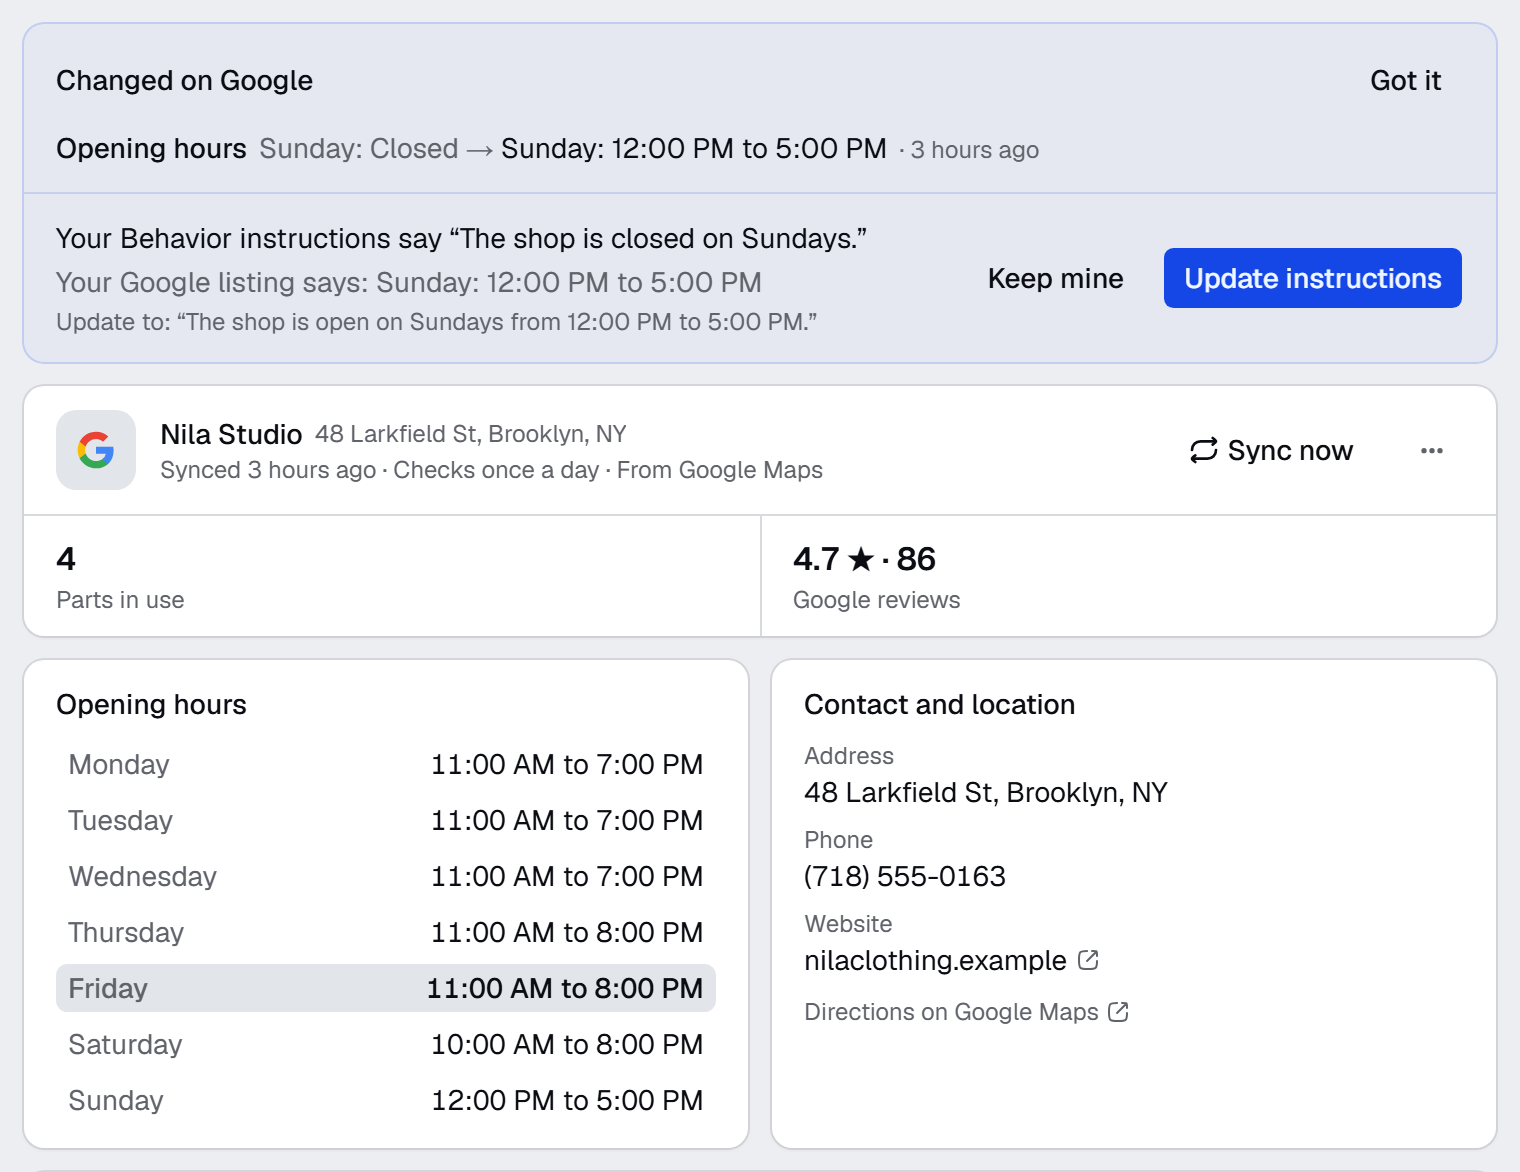 Changed on Google
Got it
Opening hours Sunday: Closed → Sunday: 12:00 PM to 5:00 PM · 3 hours ago
Your Behavior instructions say “The shop is closed on Sundays.”
Your Google listing says: Sunday: 12:00 PM to 5:00 PM
Update to: “The shop is open on Sundays from 12:00 PM to 5:00 PM.”
Keep mine
Update instructions
Nila Studio 48 Larkfield St, Brooklyn, NY
Synced 3 hours ago · Checks once a day · From Google Maps
Sync now
4
Parts in use
4.7 ★ · 86
Google reviews
Opening hours
Monday 11:00 AM to 7:00 PM
Tuesday 11:00 AM to 7:00 PM
Wednesday 11:00 AM to 7:00 PM
Thursday 11:00 AM to 8:00 PM
Friday 11:00 AM to 8:00 PM
Saturday 10:00 AM to 8:00 PM
Sunday 12:00 PM to 5:00 PM
Contact and location
Address
48 Larkfield St, Brooklyn, NY
Phone
(718) 555-0163
Website
nilaclothing.example
Directions on Google Maps